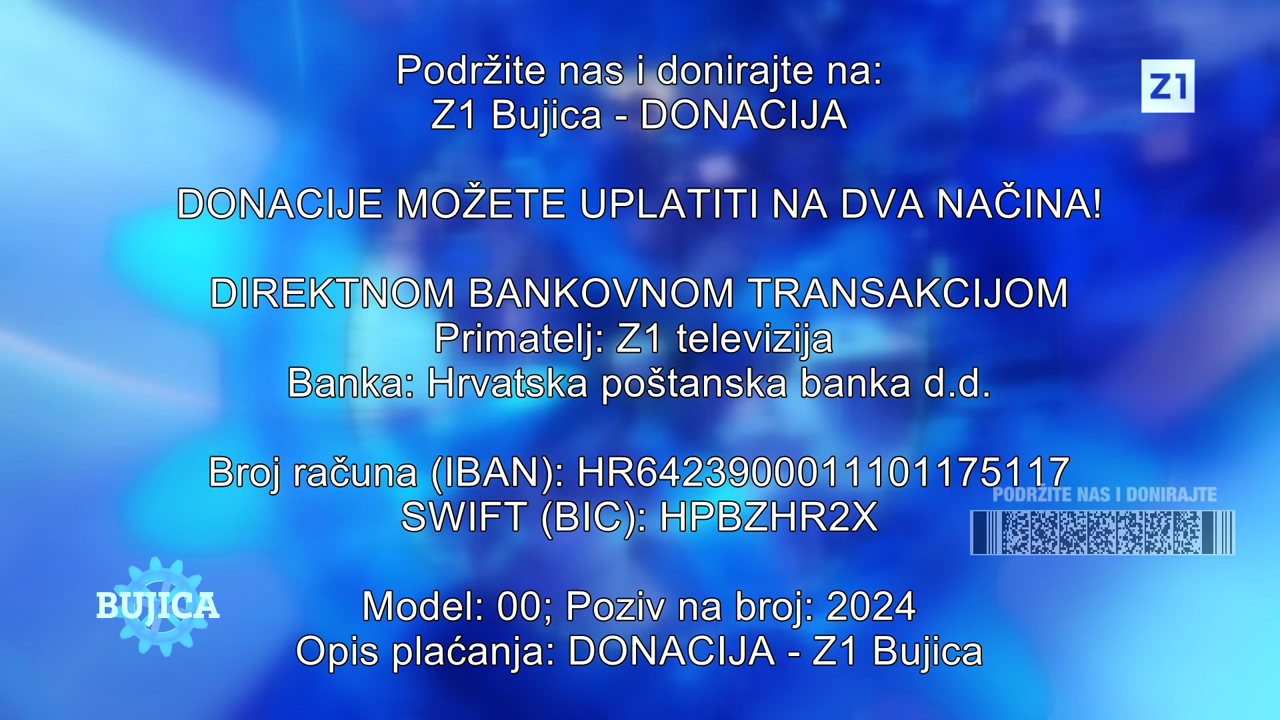 Podržite nas i donirajte na:
Z1 Bujica - DONACIJA
Z1
DONACIJE MOŽETE UPLATITI NA DVA NAČINA!
DIREKTNOM BANKOVNOM TRANSAKCIJOM
Primatelj: Z1 televizija
Banka: Hrvatska poštanska banka d.d.
Broj računa (IBAN): HR6423900011101175117
SWIFT (BIC): HPBZHR2X
PODRŽITE NAS I DONIRAJTE
BUJICA
Model: 00; Poziv na broj: 2024
Opis plaćanja: DONACIJA - Z1 Bujica